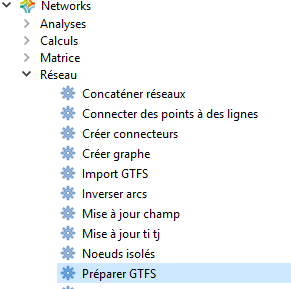 Networks
Analyses
Calculs
Matrice
Réseau
Concaténer réseaux
Connecter des points à des lignes
Créer connecteurs
Créer graphe
Import GTFS
Inverser arcs
Mise à jour champ
Mise à jour ti tj
Noeuds isolés
Préparer GTFS